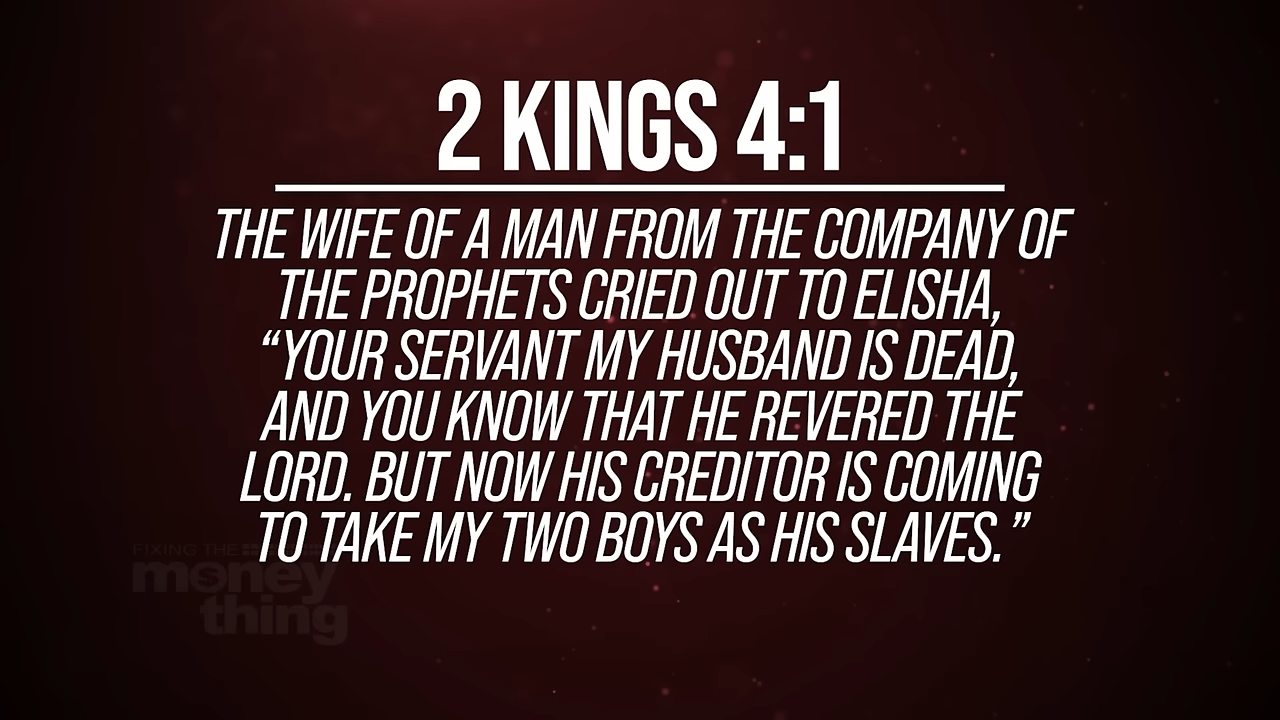 2 KINGS 4:1
THE WIFE OF A MAN FROM THE COMPANY OF
THE PROPHETS CRIED OUT TO ELISHA,
“YOUR SERVANT MY HUSBAND IS DEAD,
AND YOU KNOW THAT HE REVERED THE
LORD. BUT NOW HIS CREDITOR IS COMING
TO TAKE MY TWO BOYS AS HIS SLAVES.”
FIXING THE
money
thing